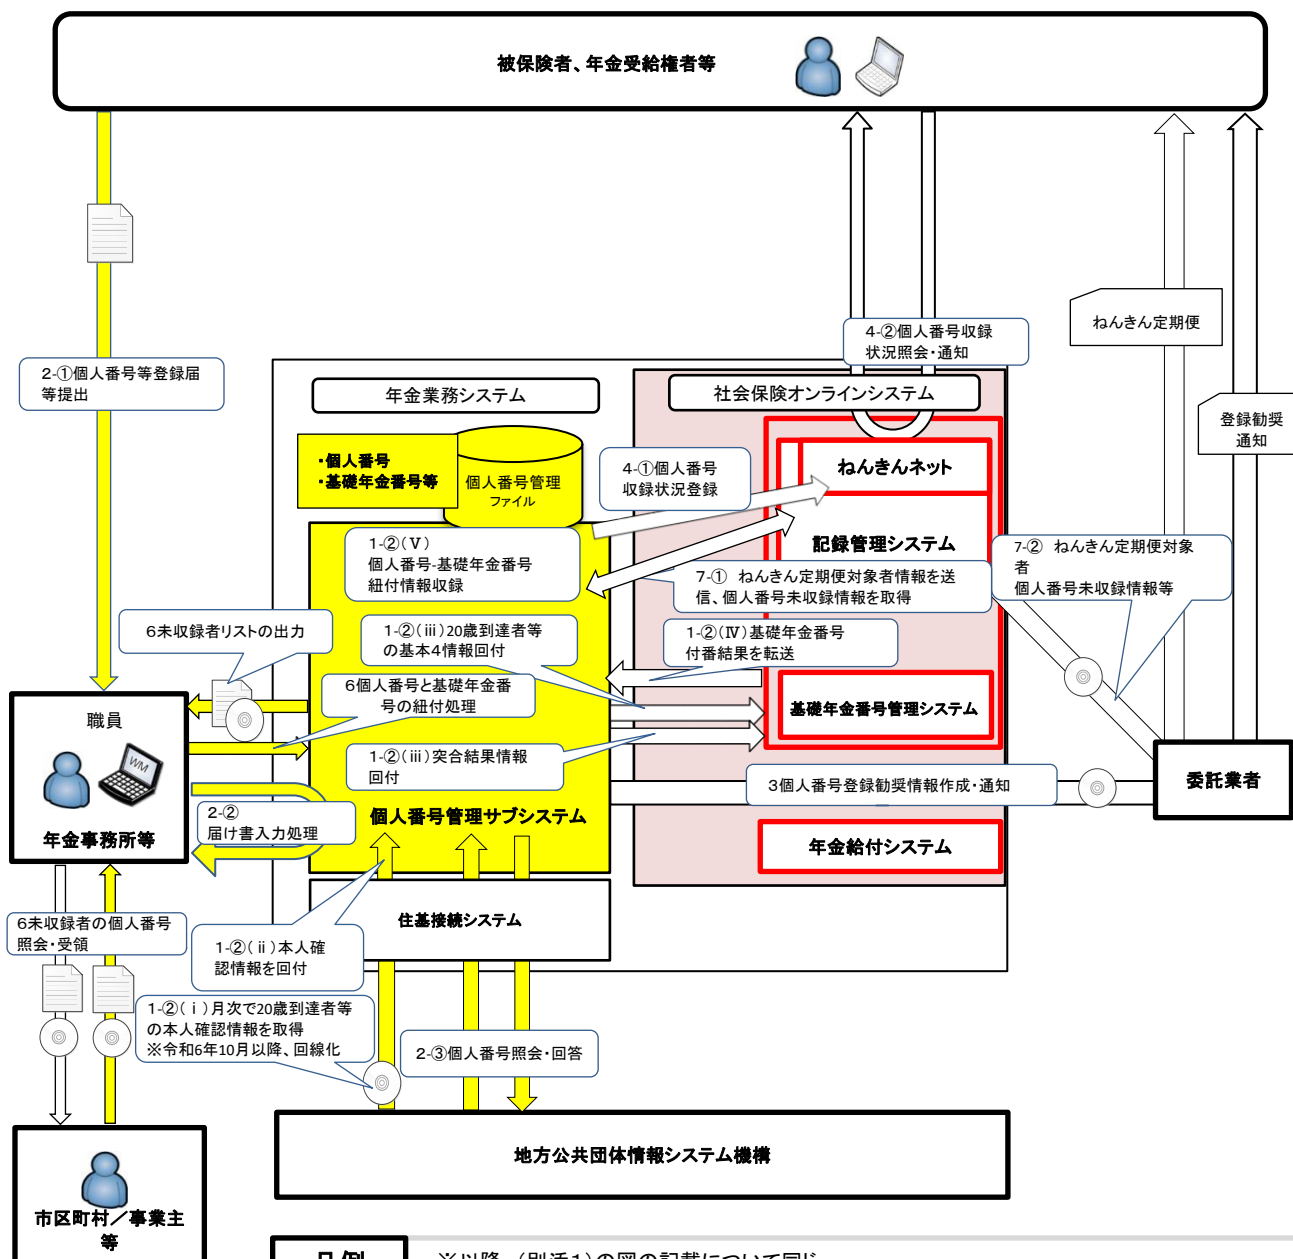 被保険者、年金受給権者等
ねんきん定期便
4-②個人番号収録
状況照会・通知
2-①個人番号等登録届
等提出
年金業務システム
社会保険オンラインシステム
登録勧奨
通知
・個人番号
・基礎年金番号等
個人番号管理
ファイル
4-①個人番号
収録状況登録
ねんきんネット
記録管理システム
1-②(Ⅴ)
個人番号-基礎年金番号
紐付情報収録
7-① ねんきん定期便対象者情報を送
信、個人番号未収録情報を取得
7-② ねんきん定期便対象
者
個人番号未収録情報等
6未収録者リストの出力
1-②(ⅲ)20歳到達者等
の基本4情報回付
1-②(Ⅳ)基礎年金番号
付番結果を転送
6個人番号と基礎年金番
号の紐付処理
基礎年金番号管理システム
職員
WM
年金事務所等
1-②(ⅲ)突合結果情報
回付
3個人番号登録勧奨情報作成・通知
委託業者
2-②
届け書入力処理
個人番号管理サブシステム
年金給付システム
6未収録者の個人番号
照会・受領
住基接続システム
1-②(ⅱ)本人確
認情報を回付
1-②(ⅰ)月次で20歳到達者等
の本人確認情報を取得
※令和6年10月以降、回線化
2-③個人番号照会・回答
地方公共団体情報システム機構
市区町村／事業主
等